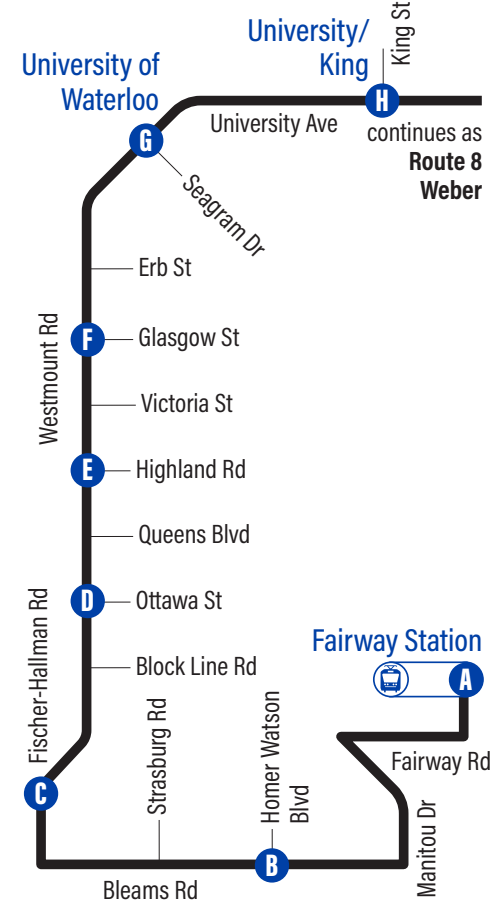 University/
King
King St
H
University of
Waterloo
University Ave
continues as
Route 8
Weber
G
Seagram Dr
Erb St
Westmount Rd
F
Glasgow St
Victoria St
E
Highland Rd
Queens Blvd
Fischer-Hallman Rd
D
Ottawa St
Block Line Rd
Fairway Station
A
Fairway Rd
Strasburg Rd
Homer Watson
Blvd
Manitou Dr
C
B
Bleams Rd